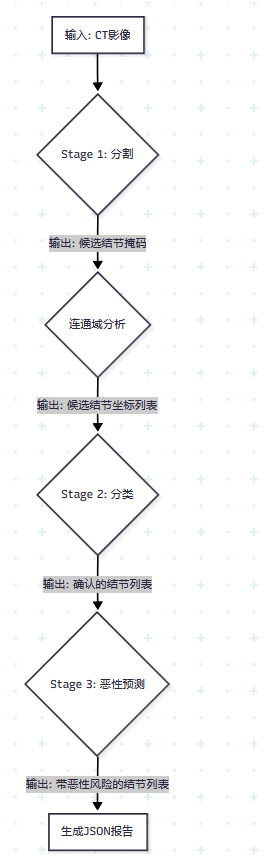 输入: CT影像
Stage 1: 分割
输出: 候选结节掩码
连通域分析
输出: 候选结节坐标列表
Stage 2: 分类
输出: 确认的结节列表
Stage 3: 恶性预测
输出: 带恶性风险的结节列表
生成JSON报告